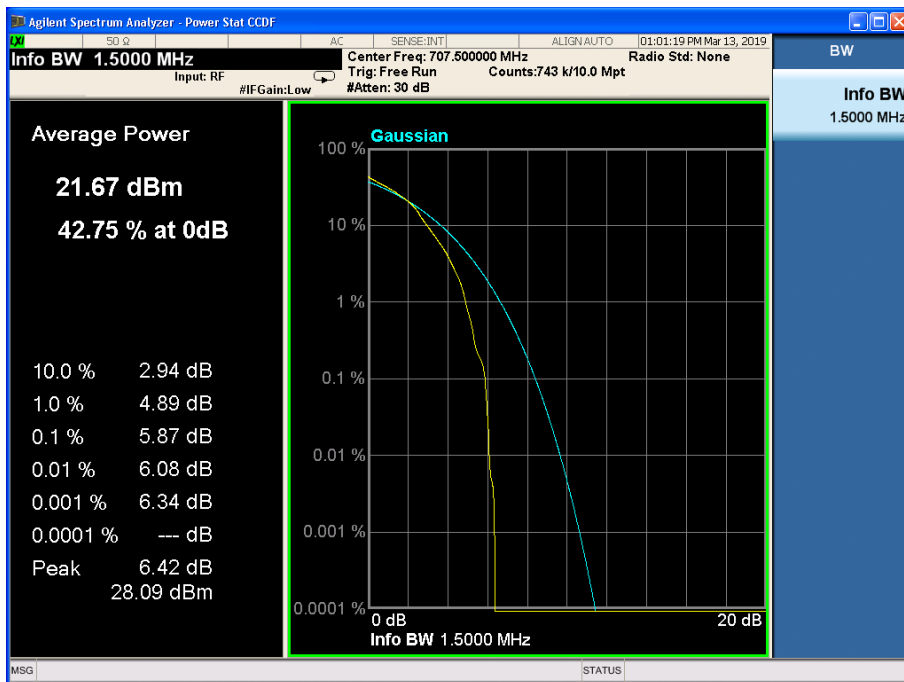 Agilent Spectrum Analyzer - Power Stat CCDF
LXI 50 Ω AC SENSE:INT ALIGN AUTO 01:01:19 PM Mar 13, 2019
Info BW 1.5000 MHz
Center Freq: 707.500000 MHz Radio Std: None
Input: RF Trig: Free Run Counts:743 k/10.0 Mpt
#IFGain:Low #Atten: 30 dB
BW
Info BW
1.5000 MHz
Average Power
21.67 dBm
42.75 % at 0dB
10.0 % 2.94 dB
1.0 % 4.89 dB
0.1 % 5.87 dB
0.01 % 6.08 dB
0.001 % 6.34 dB
0.0001 % --- dB
Peak 6.42 dB
28.09 dBm
Gaussian
100 %
10 %
1 %
0.1 %
0.01 %
0.001 %
0.0001 %
0 dB 20 dB
Info BW 1.5000 MHz
MSG STATUS